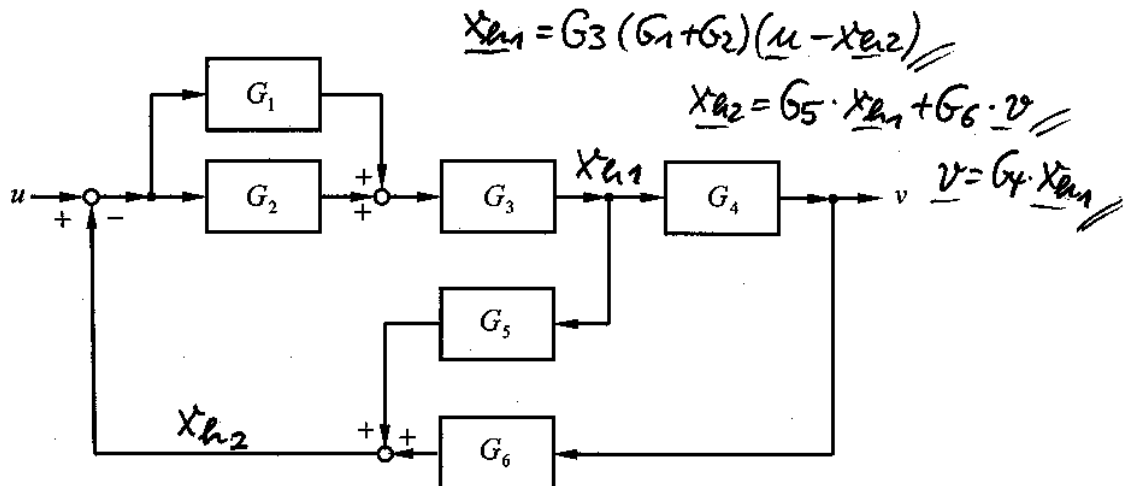 x_h1 = G3 (G1+G2)(u - x_h2)
x_h2 = G5 · x_h1 + G6 · v
v = G4 · x_h1
G₁
x_h1
u
+
−
G₂
+
+
G₃
G₄
v
G₅
x_h2
+
+
G₆